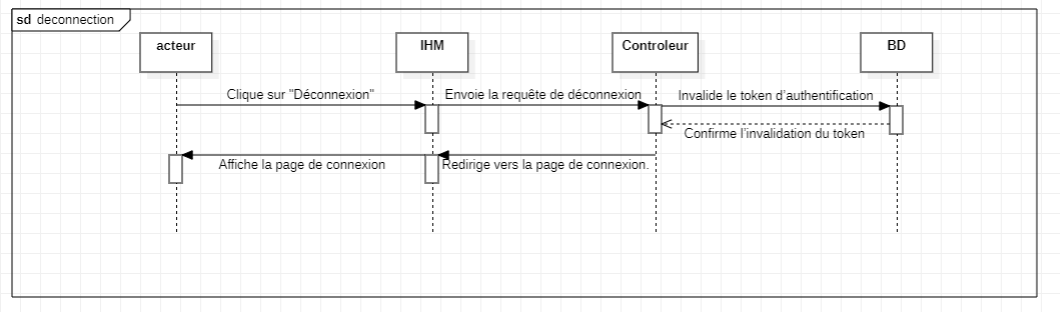 sd deconnection
acteur
IHM
Controleur
BD
Clique sur "Déconnexion"
Envoie la requête de déconnexion
Invalide le token d'authentification
Confirme l'invalidation du token
Affiche la page de connexion
Redirige vers la page de connexion.